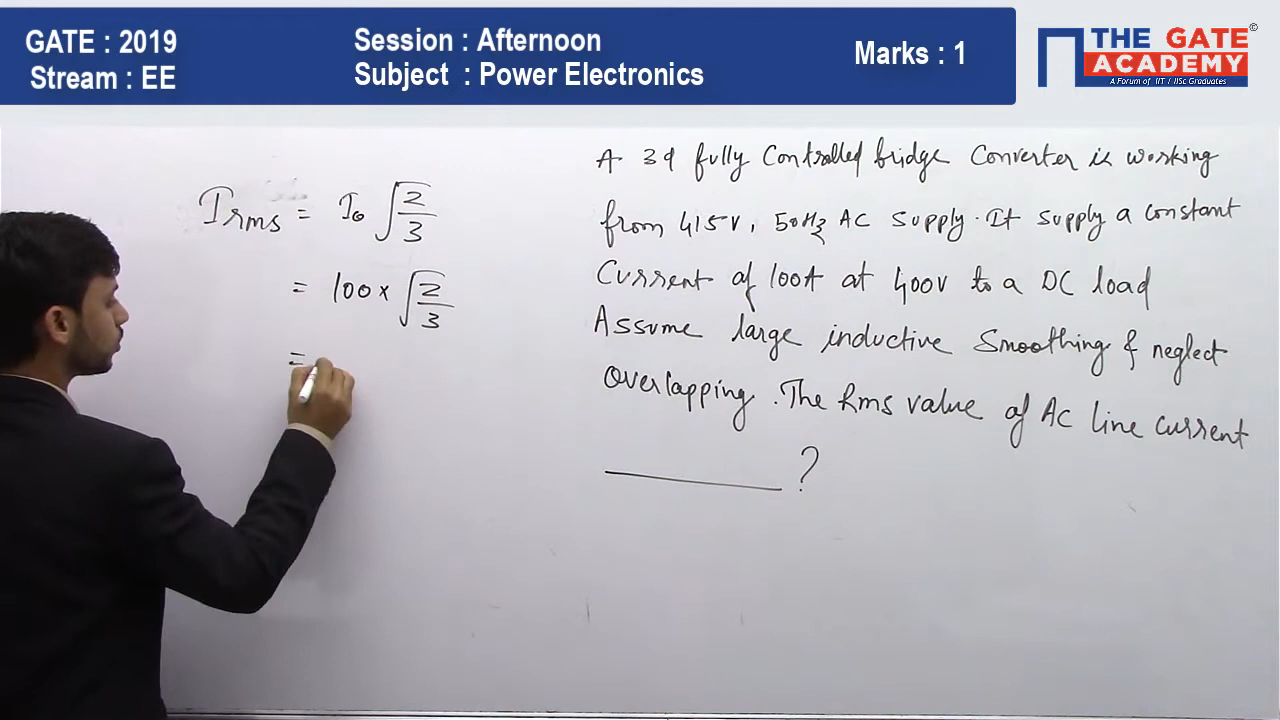 GATE : 2019
Stream : EE
Session : Afternoon
Subject : Power Electronics
Marks : 1
THE GATE ACADEMY
©
A Forum of IIT / IISc Graduates
Irms = I0 √2/3
= 100 × √2/3
=
A 3ϕ fully Controlled bridge Converter is working
from 415V, 50Hz AC supply. It supply a constant
Current of 100A at 400V to a DC load
Assume large inductive Smoothing & neglect
overlapping. The Rms value of AC line current
________ ?